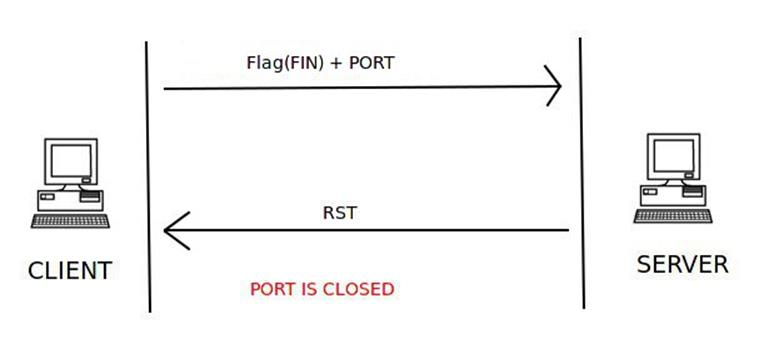 Flag(FIN) + PORT
RST
CLIENT
SERVER
PORT IS CLOSED